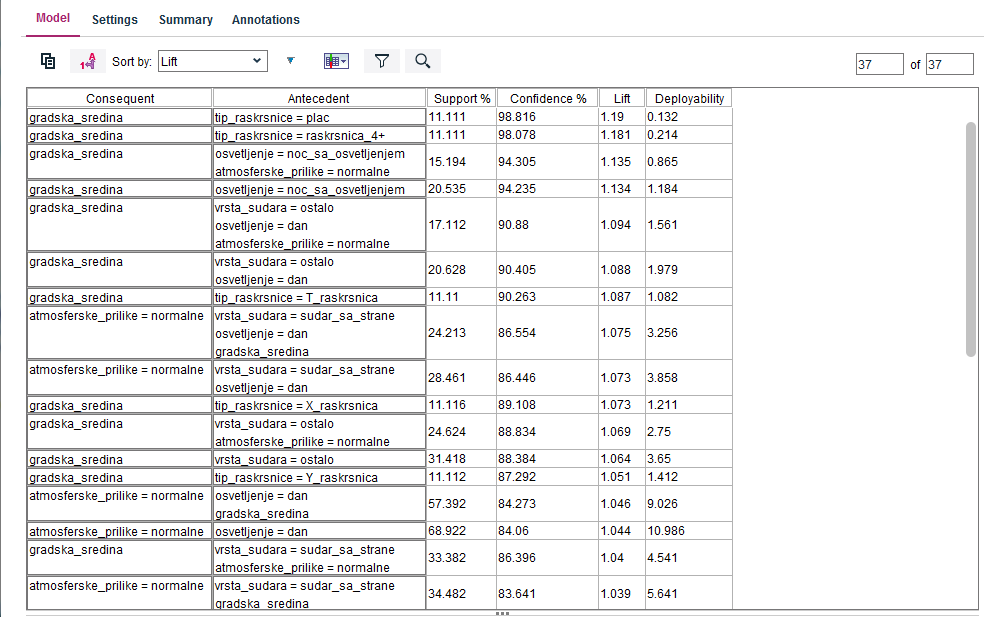 Model Settings Summary Annotations
Sort by: Lift 37 of 37
Consequent Antecedent Support % Confidence % Lift Deployability
gradska_sredina tip_raskrsnice = plac 11.111 98.816 1.19 0.132
gradska_sredina tip_raskrsnice = raskrsnica_4+ 11.111 98.078 1.181 0.214
gradska_sredina osvetljenje = noc_sa_osvetljenjem
atmosferske_prilike = normalne 15.194 94.305 1.135 0.865
gradska_sredina osvetljenje = noc_sa_osvetljenjem 20.535 94.235 1.134 1.184
gradska_sredina vrsta_sudara = ostalo
osvetljenje = dan 17.112 90.88 1.094 1.561
atmosferske_prilike = normalne
gradska_sredina vrsta_sudara = ostalo
osvetljenje = dan 20.628 90.405 1.088 1.979
gradska_sredina tip_raskrsnice = T_raskrsnica 11.11 90.263 1.087 1.082
atmosferske_prilike = normalne vrsta_sudara = sudar_sa_strane
osvetljenje = dan 24.213 86.554 1.075 3.256
gradska_sredina
atmosferske_prilike = normalne vrsta_sudara = sudar_sa_strane
osvetljenje = dan 28.461 86.446 1.073 3.858
gradska_sredina tip_raskrsnice = X_raskrsnica 11.116 89.108 1.073 1.211
gradska_sredina vrsta_sudara = ostalo
atmosferske_prilike = normalne 24.624 88.834 1.069 2.75
gradska_sredina vrsta_sudara = ostalo 31.418 88.384 1.064 3.65
gradska_sredina tip_raskrsnice = Y_raskrsnica 11.112 87.292 1.051 1.412
atmosferske_prilike = normalne osvetljenje = dan
gradska_sredina 57.392 84.273 1.046 9.026
atmosferske_prilike = normalne osvetljenje = dan 68.922 84.06 1.044 10.986
gradska_sredina vrsta_sudara = sudar_sa_strane
atmosferske_prilike = normalne 33.382 86.396 1.04 4.541
atmosferske_prilike = normalne vrsta_sudara = sudar_sa_strane
gradska_sredina 34.482 83.641 1.039 5.641